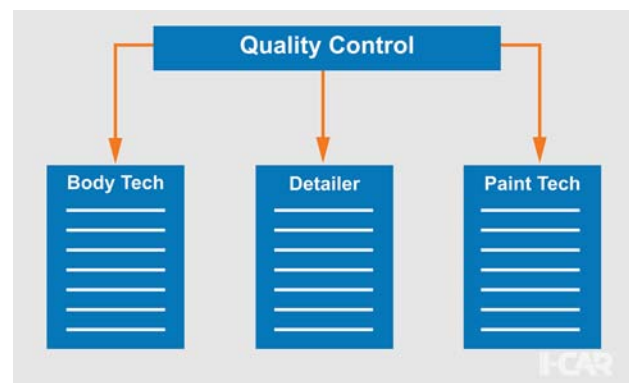 Quality Control
Body Tech
Detailer
Paint Tech
I-CAR